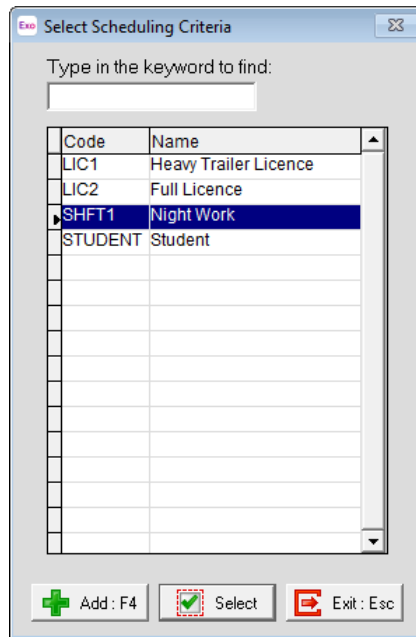 Exo Select Scheduling Criteria
Type in the keyword to find:
Code Name
LIC1 Heavy Trailer Licence
LIC2 Full Licence
SHFT1 Night Work
STUDENT Student
Add : F4 Select Exit : Esc